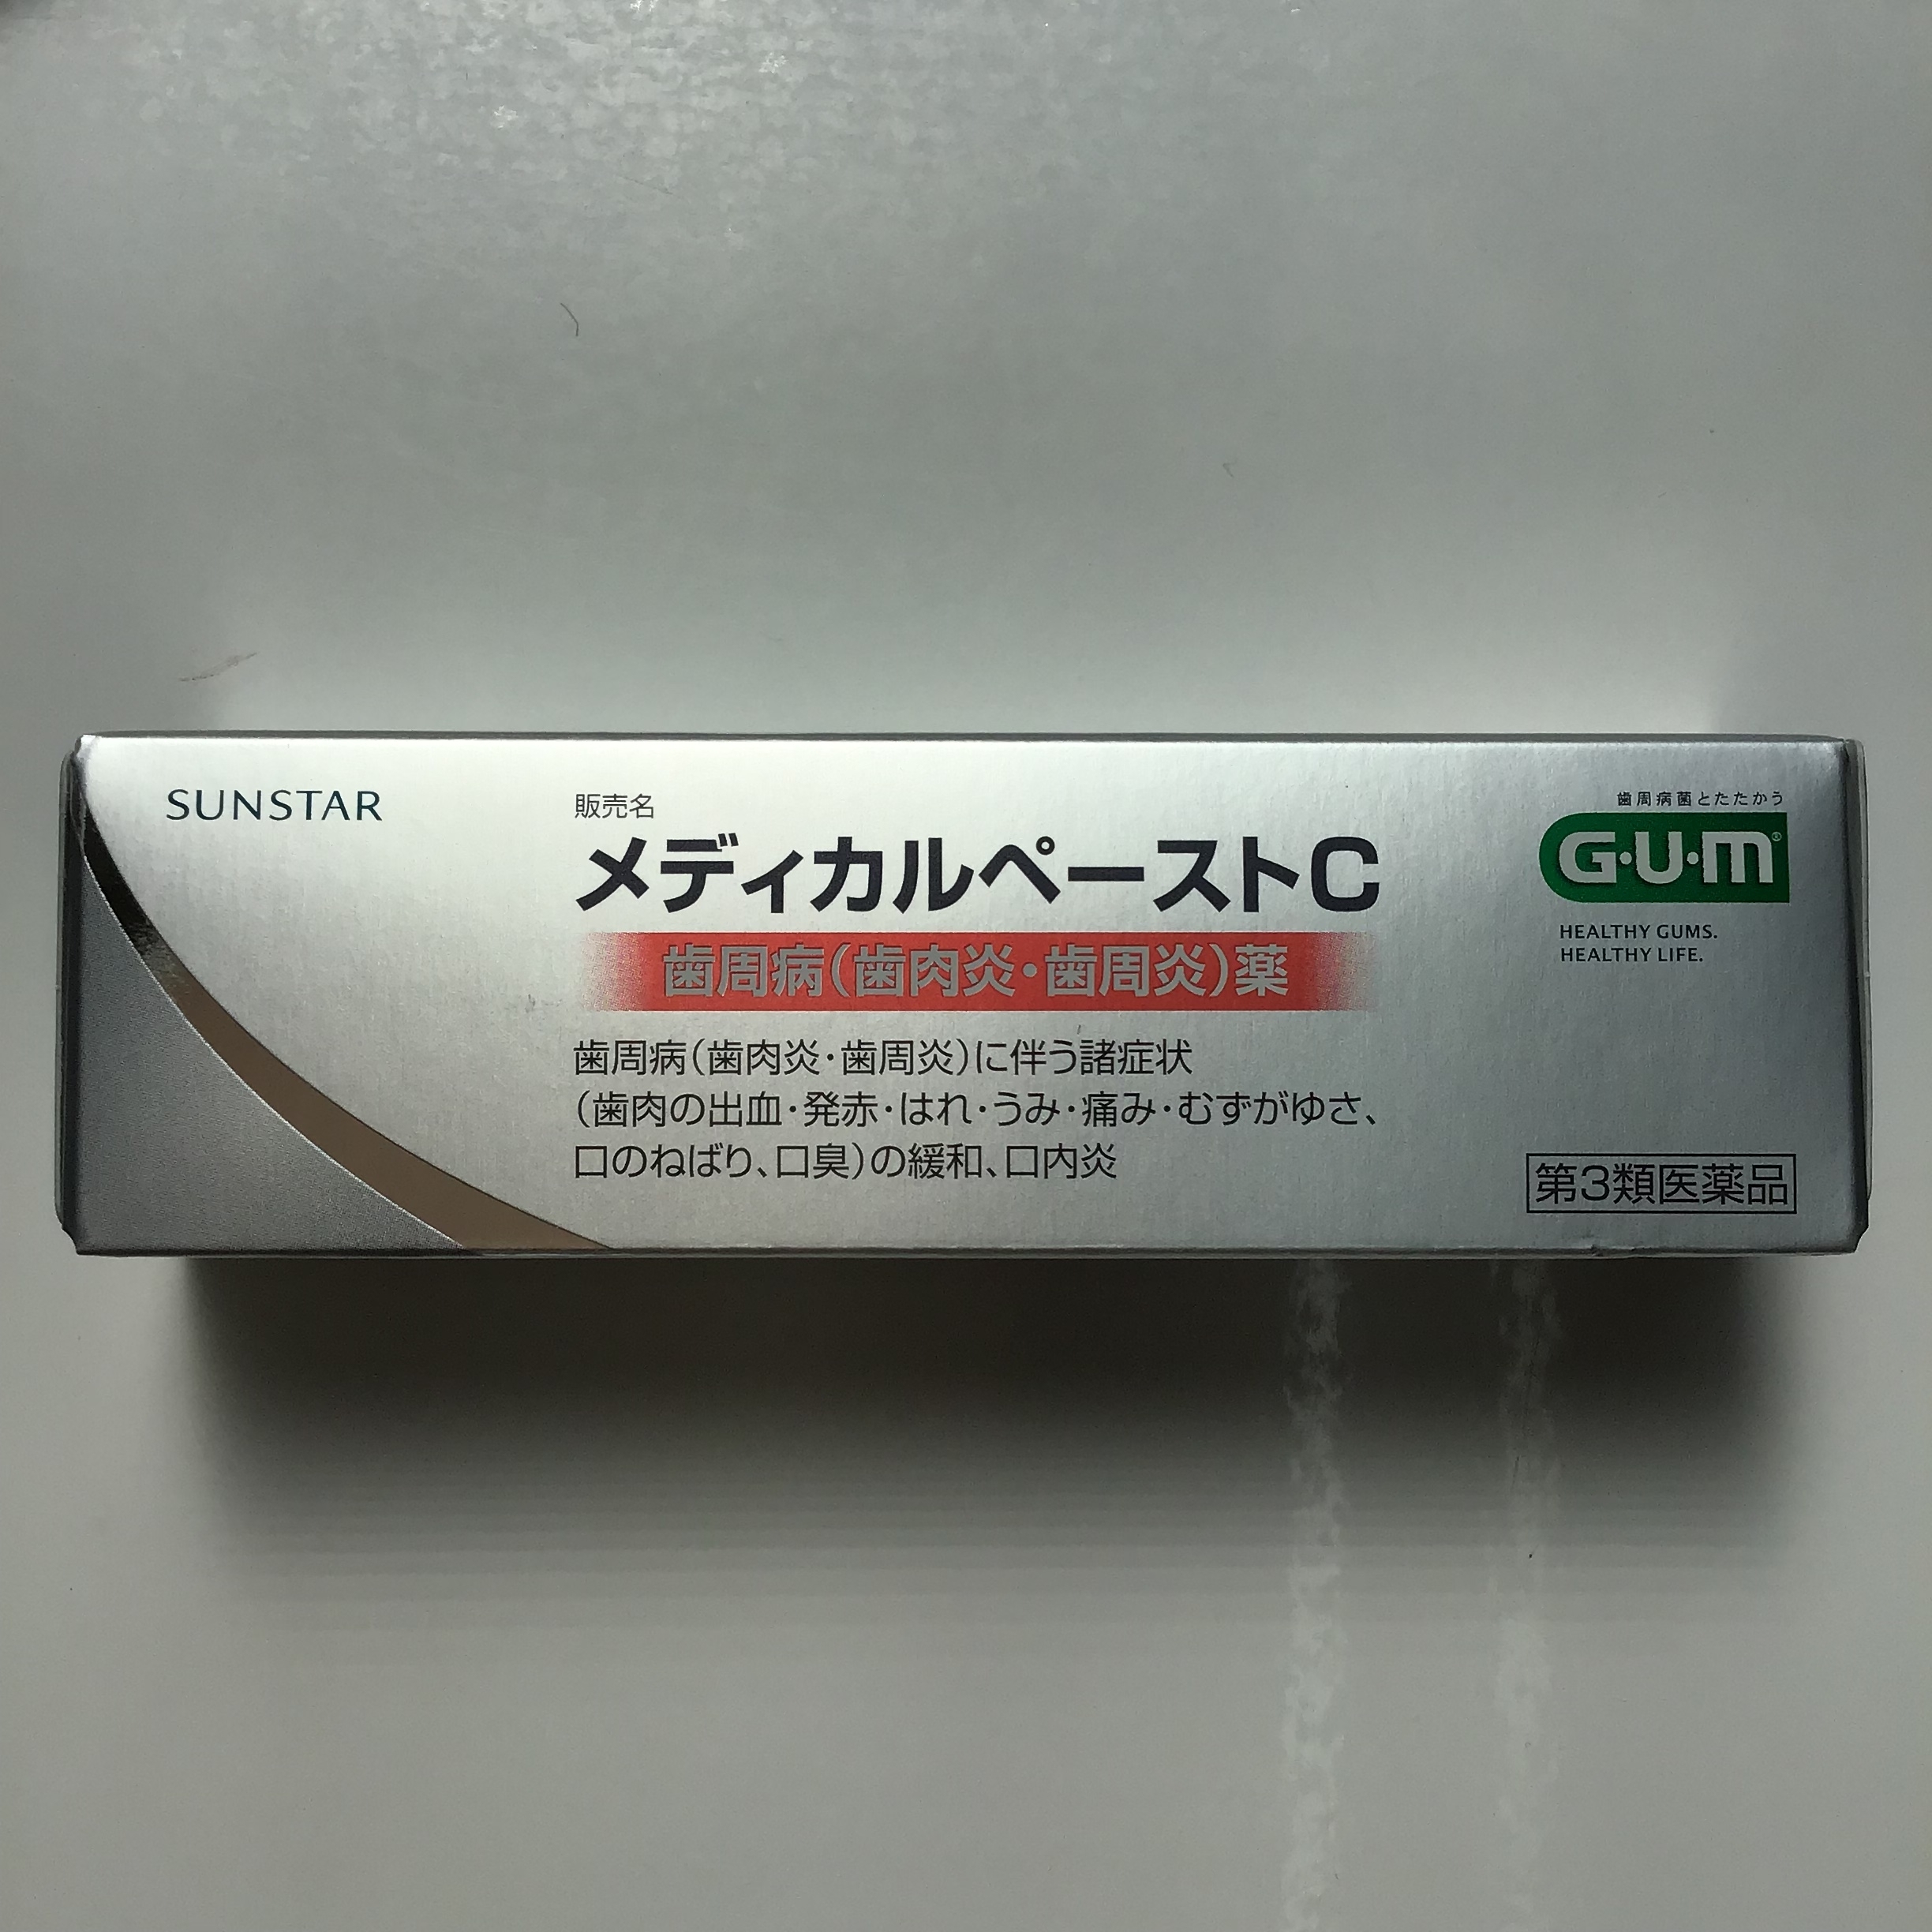 SUNSTAR
販売名
メディカルペーストC
歯周病(歯肉炎・歯周炎)薬
歯周病(歯肉炎・歯周炎)に伴う諸症状
(歯肉の出血・発赤・はれ・うみ・痛み・むずがゆさ、
口のねばり、口臭)の緩和、口内炎
歯周病菌とたたかう
G・U・M®
HEALTHY GUMS.
HEALTHY LIFE.
第3類医薬品